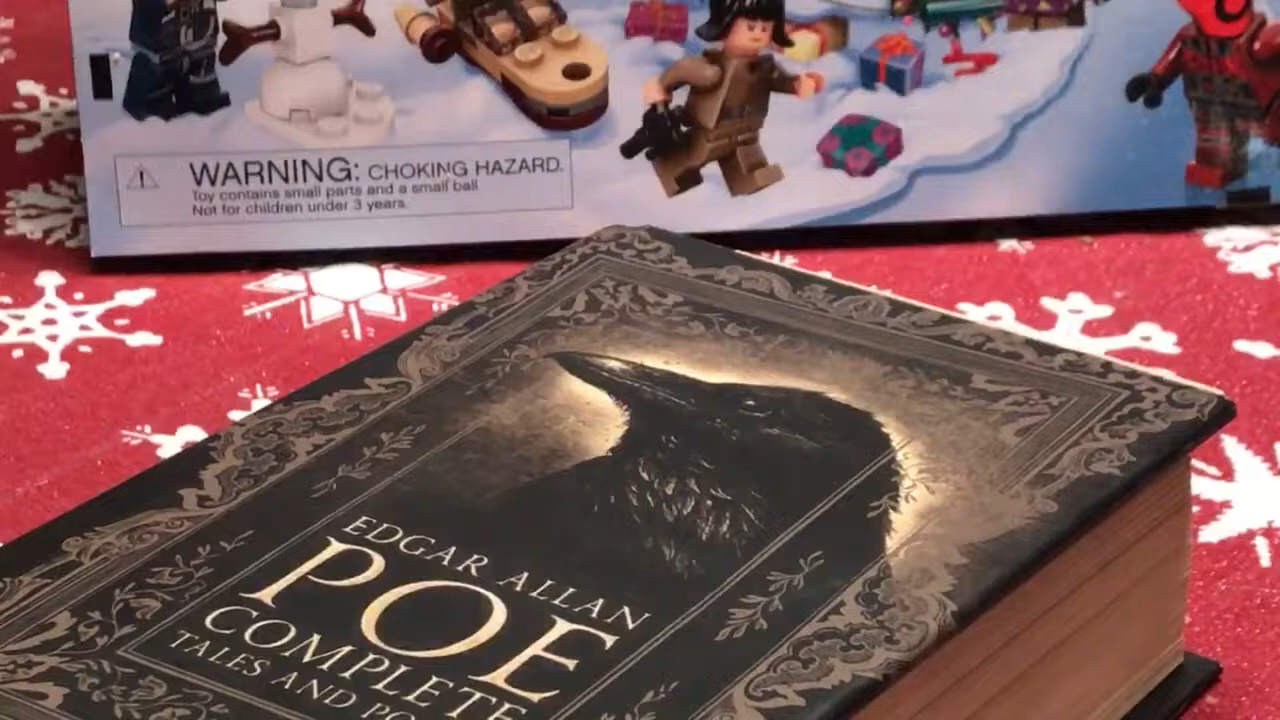 WARNING: CHOKING HAZARD.
Toy contains small parts and a small ball
Not for children under 3 years.
EDGAR ALLAN
POE
COMPLETE
TALES AND